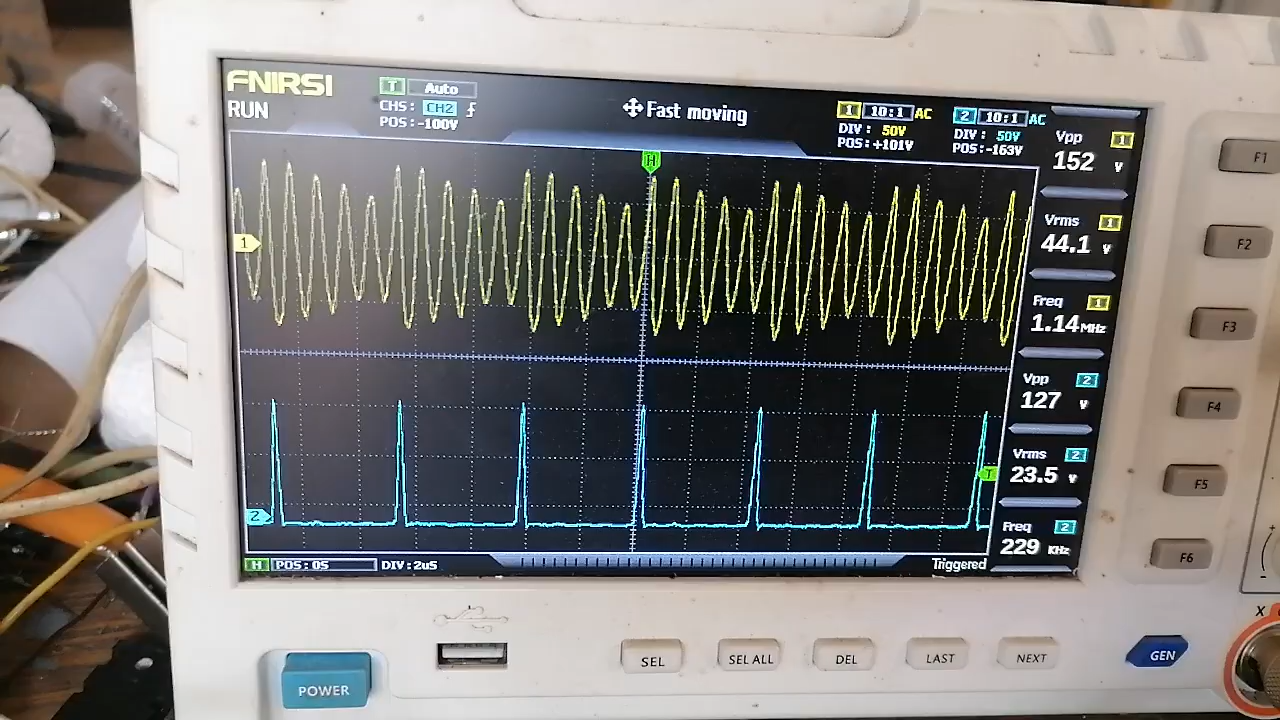 FNIRSI
RUN
T Auto
CHS: CH2
POS:-100V
Fast moving
1 10:1 AC
DIV: 50V
POS:+101V
2 10:1 AC
DIV: 50V
POS:-163V
H
1
2
T
Vpp 1
152 V
Vrms 1
44.1 V
Freq 1
1.14 MHz
Vpp 2
127 V
Vrms 2
23.5 V
Freq 2
229 KHz
H POS:0S DIV:2uS
Triggered
F1
F2
F3
F4
F5
F6
POWER
SEL
SEL ALL
DEL
LAST
NEXT
GEN
X